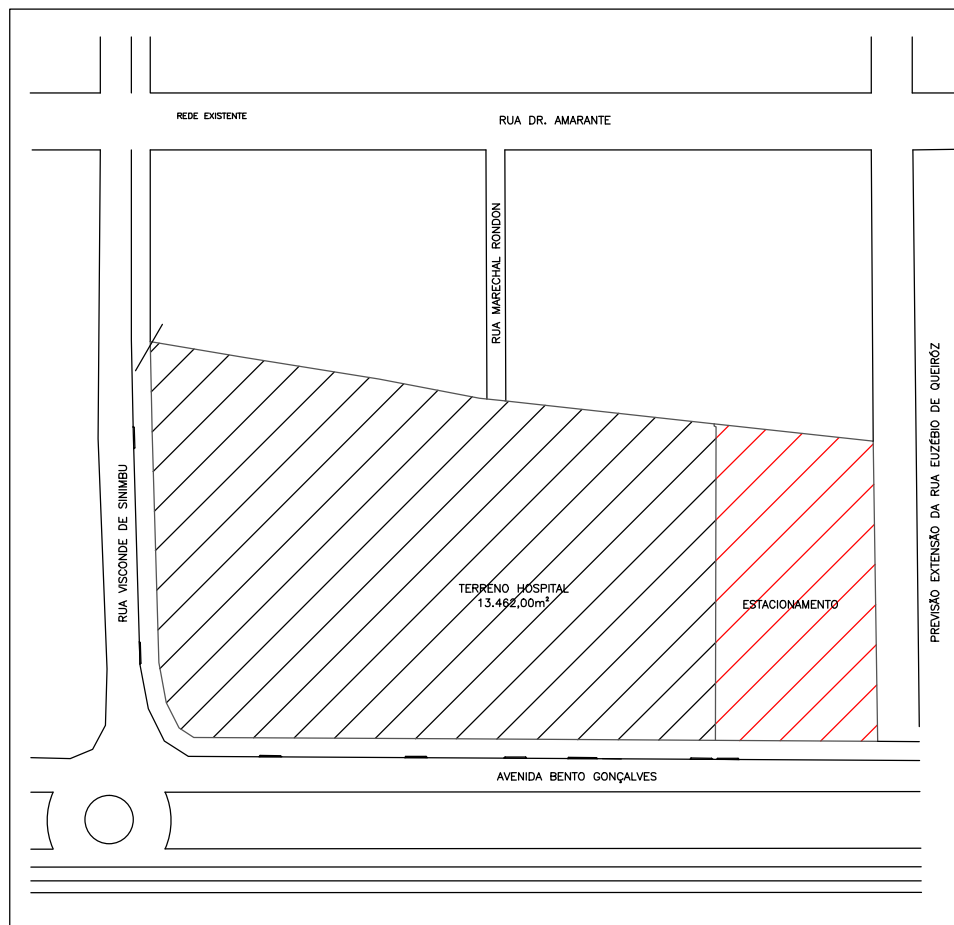 REDE EXISTENTE
RUA DR. AMARANTE
RUA MARECHAL RONDON
PREVISÃO EXTENSÃO DA RUA EUZÉBIO DE QUEIRÓZ
RUA VISCONDE DE SINIMBU
TERRENO HOSPITAL
13.462,00m²
ESTACIONAMENTO
AVENIDA BENTO GONÇALVES